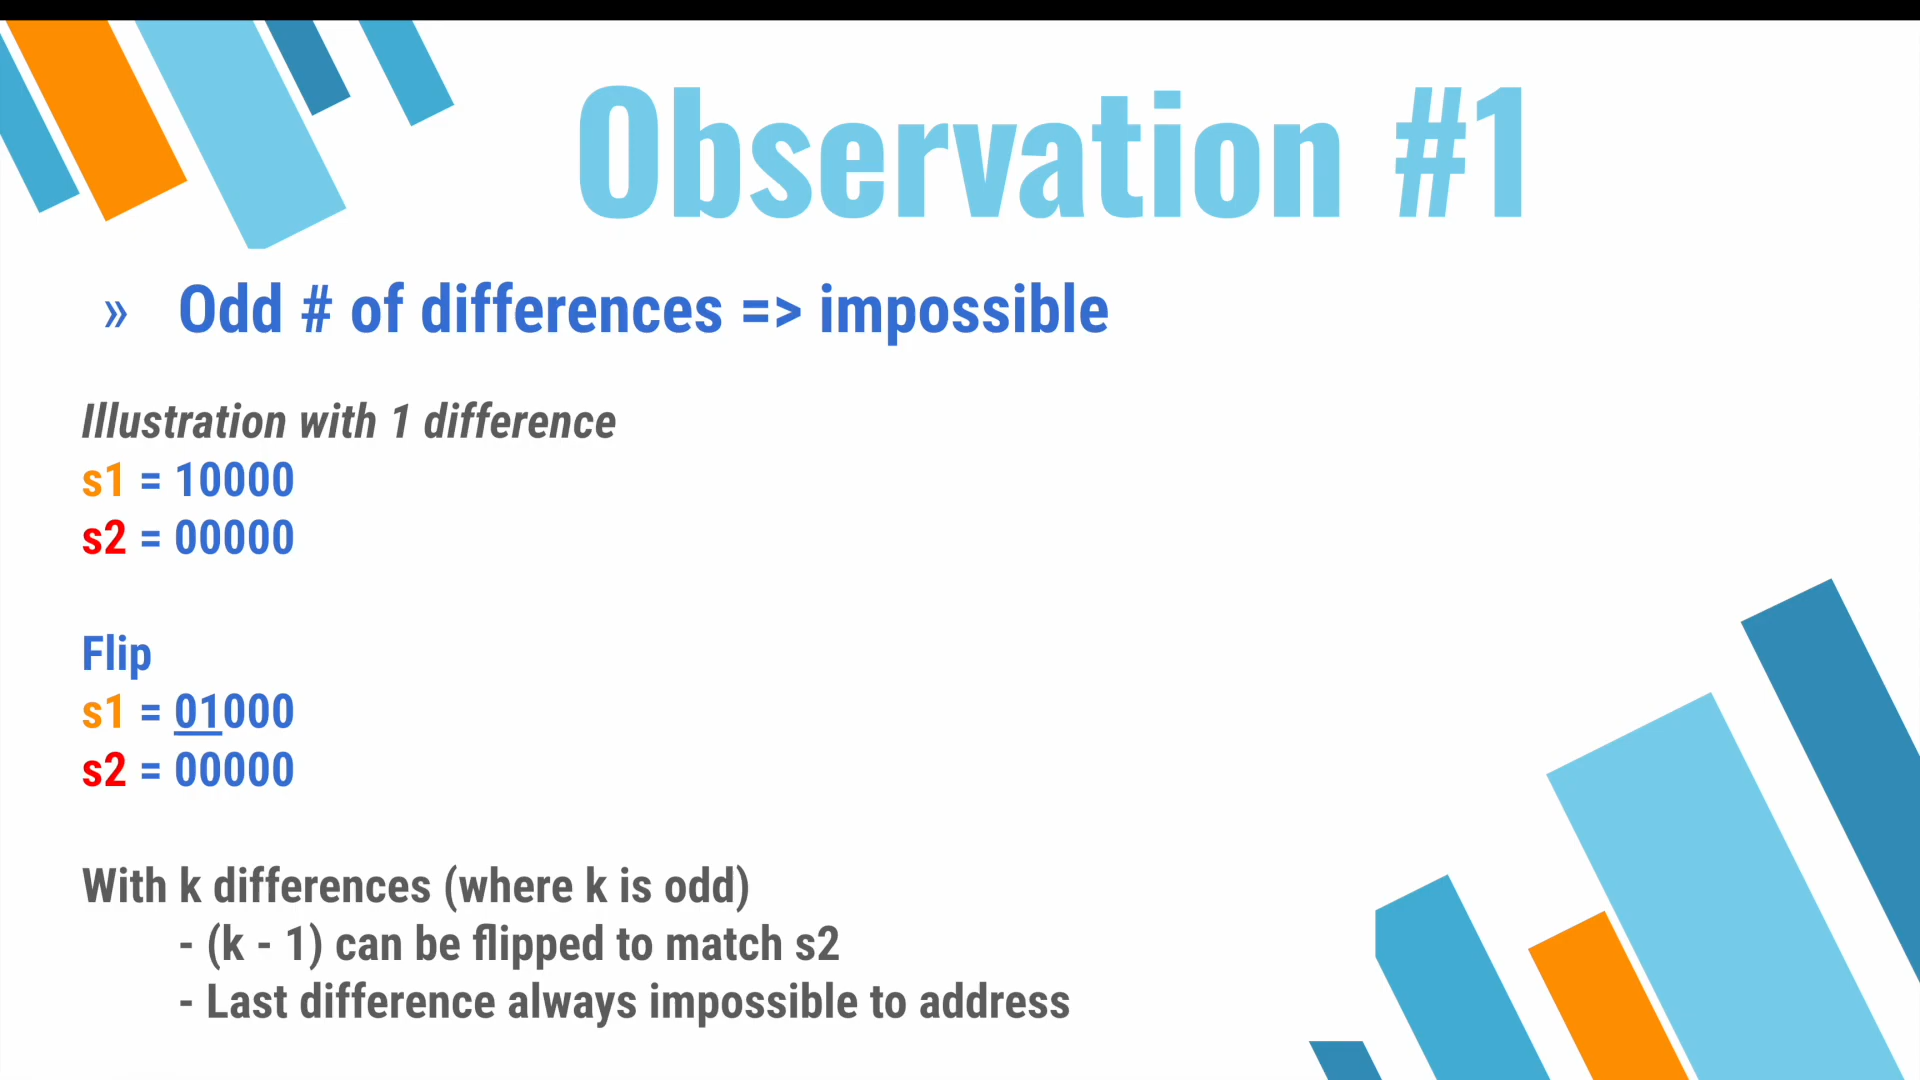 Observation #1
» Odd # of differences => impossible
Illustration with 1 difference
s1 = 10000
s2 = 00000
Flip
s1 = 01000
s2 = 00000
With k differences (where k is odd)
- (k - 1) can be flipped to match s2
- Last difference always impossible to address